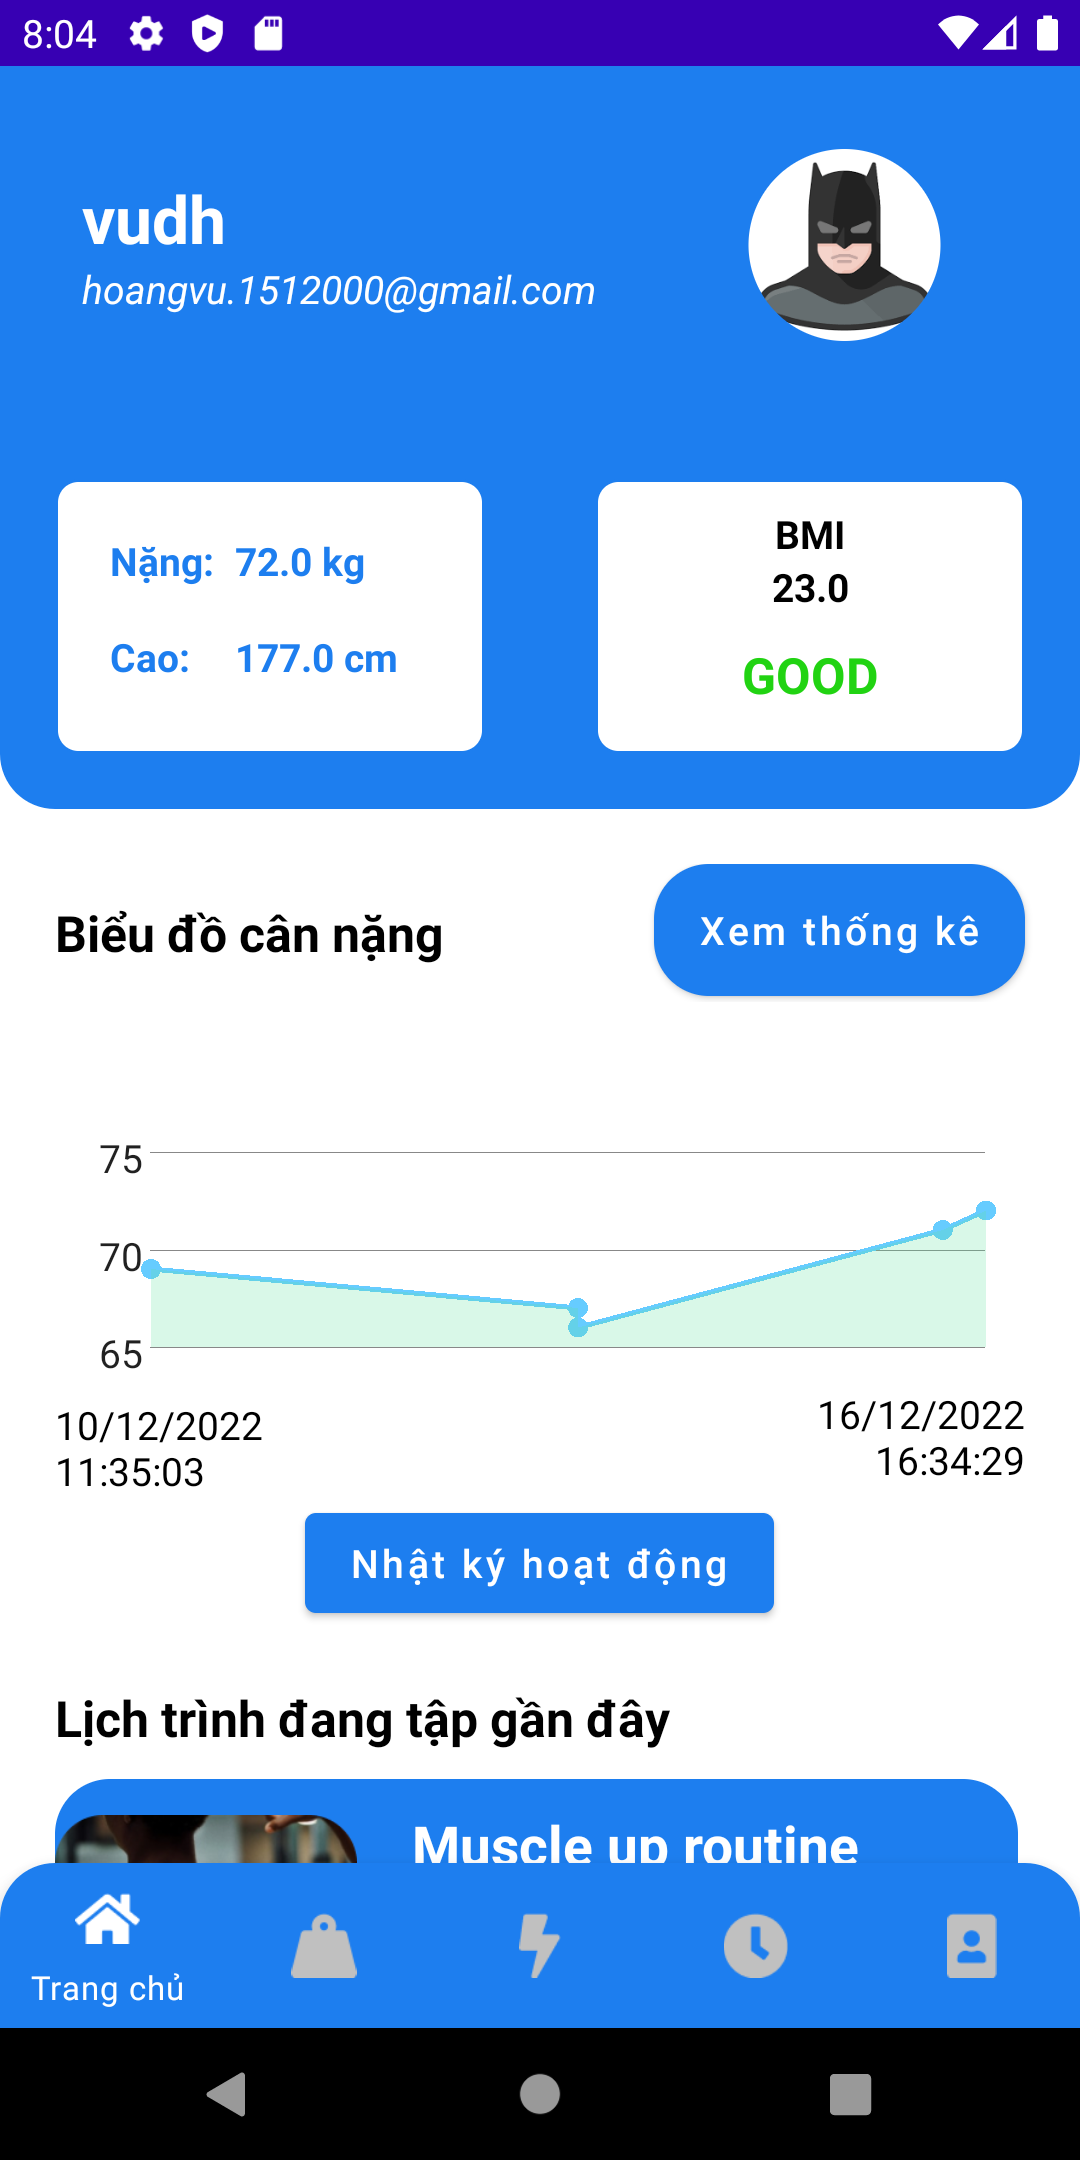 8:04
vudh
hoangvu.1512000@gmail.com
Nặng: 72.0 kg
Cao: 177.0 cm
BMI
23.0
GOOD
Biểu đồ cân nặng
Xem thống kê
75
70
65
10/12/2022
11:35:03
16/12/2022
16:34:29
Nhật ký hoạt động
Lịch trình đang tập gần đây
Muscle up routine
Trang chủ